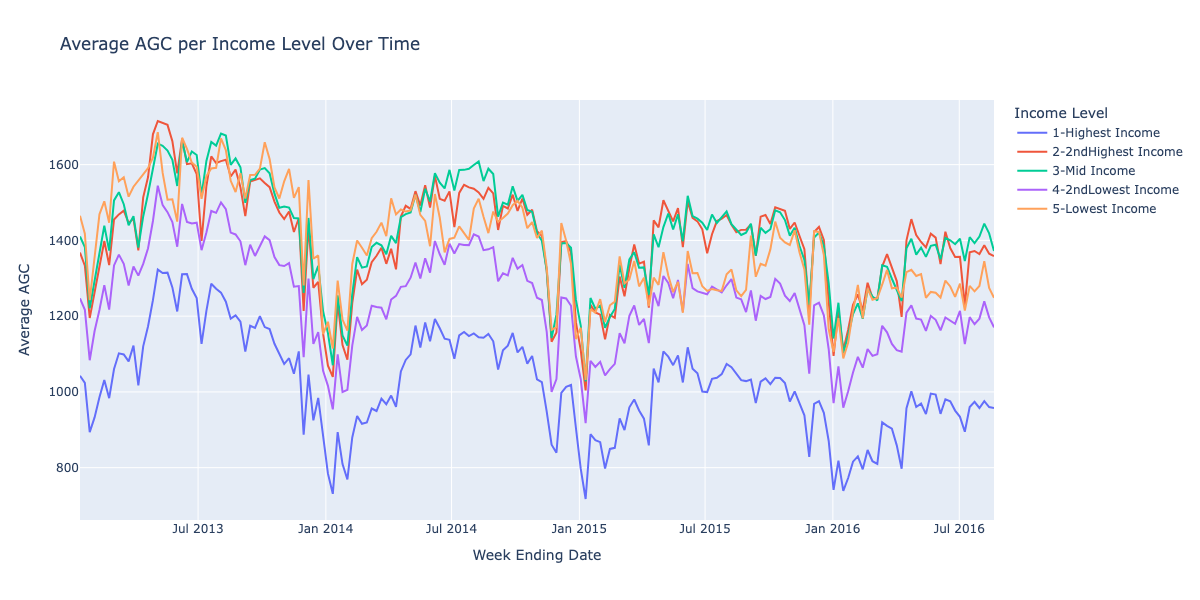 Average AGC per Income Level Over Time
Income Level
1-Highest Income
2-2ndHighest Income
3-Mid Income
4-2ndLowest Income
5-Lowest Income
Average AGC
1600
1400
1200
1000
800
Jul 2013
Jan 2014
Jul 2014
Jan 2015
Jul 2015
Jan 2016
Jul 2016
Week Ending Date